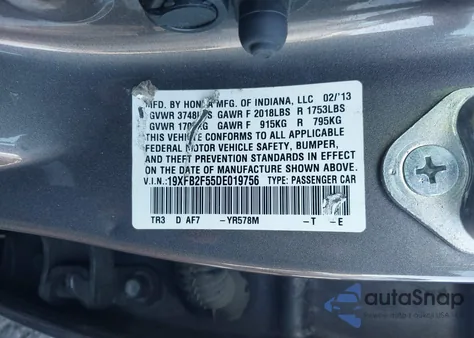 MFD. BY HONDA MFG. OF INDIANA, LLC 02/'13
GVWR 3748LBS GAWR F 2018LBS R 1753LBS
GVWR 1700KG GAWR F 915KG R 795KG
THIS VEHICLE CONFORMS TO ALL APPLICABLE
FEDERAL MOTOR VEHICLE SAFETY, BUMPER,
AND THEFT PREVENTION STANDARDS IN EFFECT
ON THE DATE OF MANUFACTURE SHOWN ABOVE.
V.I.N.: 19XFB2F55DE019756 TYPE: PASSENGER CAR
TR3 D AF7 -YR578M -T -E
autoSnap